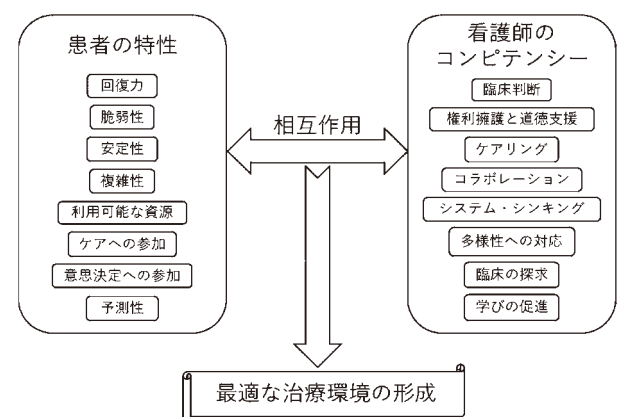 患者の特性
回復力
脆弱性
安定性
複雑性
利用可能な資源
ケアへの参加
意思決定への参加
予測性
相互作用
看護師の
コンピテンシー
臨床判断
権利擁護と道徳支援
ケアリング
コラボレーション
システム・シンキング
多様性への対応
臨床の探求
学びの促進
最適な治療環境の形成